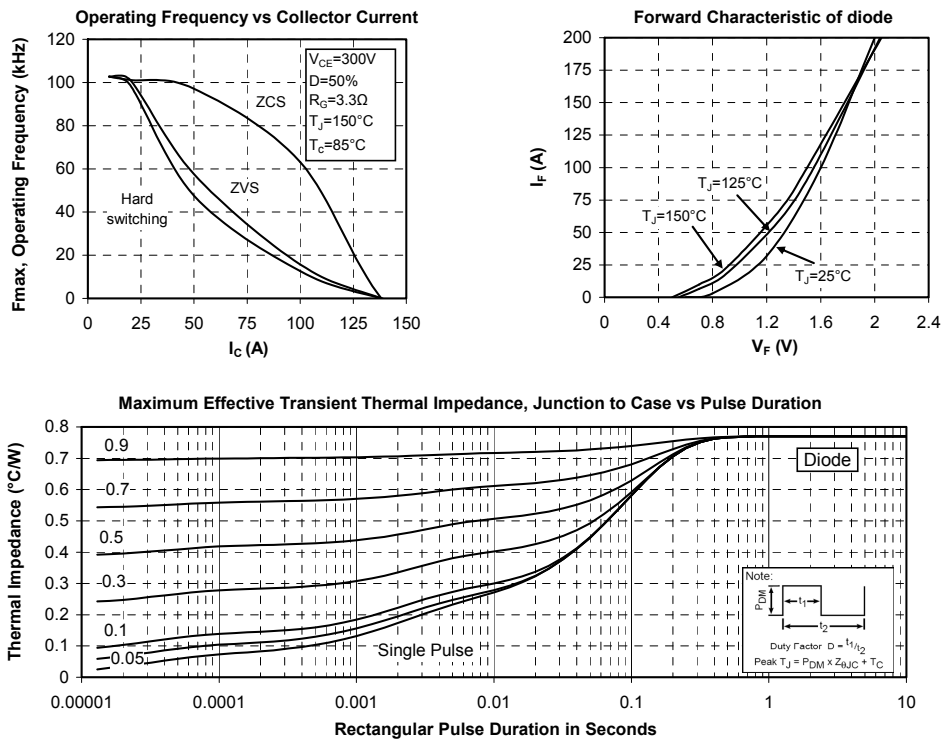 Operating Frequency vs Collector Current
Fmax, Operating Frequency (kHz)
120
100
80
60
40
20
0
0 25 50 75 100 125 150
I_C (A)
V_CE=300V
D=50%
R_G=3.3Ω
T_J=150°C
T_C=85°C
ZCS
ZVS
Hard
switching
Forward Characteristic of diode
I_F (A)
200
175
150
125
100
75
50
25
0
0 0.4 0.8 1.2 1.6 2 2.4
V_F (V)
T_J=125°C
T_J=150°C
T_J=25°C
Maximum Effective Transient Thermal Impedance, Junction to Case vs Pulse Duration
Thermal Impedance (°C/W)
0.8
0.7
0.6
0.5
0.4
0.3
0.2
0.1
0
0.9
0.7
0.5
0.3
0.1
0.05
Single Pulse
Diode
Note:
P_DM
t_1
t_2
Duty Factor D = t1/t2
Peak T_J = P_DM x Z_θJC + T_C
0.00001 0.0001 0.001 0.01 0.1 1 10
Rectangular Pulse Duration in Seconds